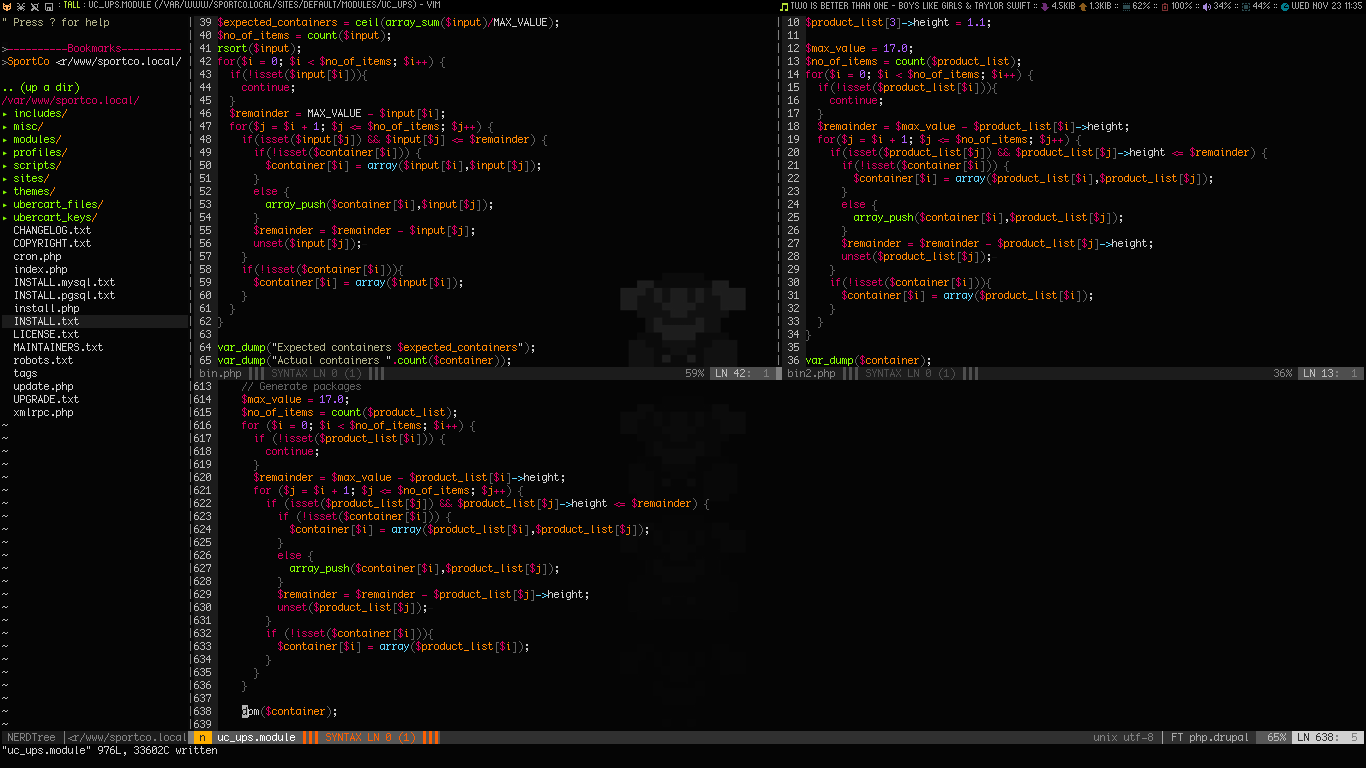 : TALL : UC_UPS.MODULE (/VAR/WWW/SPORTCO.LOCAL/SITES/DEFAULT/MODULES/UC_UPS) - VIM
TWO IS BETTER THAN ONE - BOYS LIKE GIRLS & TAYLOR SWIFT :: 4.5KIB 1.3KIB :: 62% :: 100% :: 34% :: 44% :: WED NOV 23 11:35
" Press ? for help
>----------Bookmarks----------
>SportCo <r/www/sportco.local/
.. (up a dir)
/var/www/sportco.local/
▸ includes/
▸ misc/
▸ modules/
▸ profiles/
▸ scripts/
▸ sites/
▸ themes/
▸ ubercart_files/
▸ ubercart_keys/
CHANGELOG.txt
COPYRIGHT.txt
cron.php
index.php
INSTALL.mysql.txt
INSTALL.pgsql.txt
install.php
INSTALL.txt
LICENSE.txt
MAINTAINERS.txt
robots.txt
tags
update.php
UPGRADE.txt
xmlrpc.php
39 $expected_containers = ceil(array_sum($input)/MAX_VALUE);
40 $no_of_items = count($input);
41 rsort($input);
42 for($i = 0; $i < $no_of_items; $i++) {
43 if(!isset($input[$i])){
44 continue;
45 }
46 $remainder = MAX_VALUE - $input[$i];
47 for($j = $i + 1; $j <= $no_of_items; $j++) {
48 if(isset($input[$j]) && $input[$j] <= $remainder) {
49 if(!isset($container[$i])) {
50 $container[$i] = array($input[$i],$input[$j]);
51 }
52 else {
53 array_push($container[$i],$input[$j]);
54 }
55 $remainder = $remainder - $input[$j];
56 unset($input[$j]);
57 }
58 if(!isset($container[$i])){
59 $container[$i] = array($input[$i]);
60 }
61 }
62 }
63
64 var_dump("Expected containers $expected_containers");
65 var_dump("Actual containers ".count($container));
bin.php SYNTAX LN 0 (1) 59% LN 42: 1
10 $product_list[3]->height = 1.1;
11
12 $max_value = 17.0;
13 $no_of_items = count($product_list);
14 for($i = 0; $i < $no_of_items; $i++) {
15 if(!isset($product_list[$i])){
16 continue;
17 }
18 $remainder = $max_value - $product_list[$i]->height;
19 for($j = $i + 1; $j <= $no_of_items; $j++) {
20 if(isset($product_list[$j]) && $product_list[$j]->height <= $remainder) {
21 if(!isset($container[$i])) {
22 $container[$i] = array($product_list[$i],$product_list[$j]);
23 }
24 else {
25 array_push($container[$i],$product_list[$j]);
26 }
27 $remainder = $remainder - $product_list[$j]->height;
28 unset($product_list[$j]);
29 }
30 if(!isset($container[$i])){
31 $container[$i] = array($product_list[$i]);
32 }
33 }
34 }
35
36 var_dump($container);
bin2.php SYNTAX LN 0 (1) 36% LN 13: 1
613 // Generate packages
614 $max_value = 17.0;
615 $no_of_items = count($product_list);
616 for ($i = 0; $i < $no_of_items; $i++) {
617 if (!isset($product_list[$i])) {
618 continue;
619 }
620 $remainder = $max_value - $product_list[$i]->height;
621 for ($j = $i + 1; $j <= $no_of_items; $j++) {
622 if (isset($product_list[$j]) && $product_list[$j]->height <= $remainder) {
623 if (!isset($container[$i])) {
624 $container[$i] = array($product_list[$i],$product_list[$j]);
625 }
626 else {
627 array_push($container[$i],$product_list[$j]);
628 }
629 $remainder = $remainder - $product_list[$j]->height;
630 unset($product_list[$j]);
631 }
632 if (!isset($container[$i])){
633 $container[$i] = array($product_list[$i]);
634 }
635 }
636 }
637
638 dpm($container);
639
NERDTree <r/www/sportco.local n uc_ups.module SYNTAX LN 0 (1) unix utf-8 | FT php.drupal 65% LN 638: 5
"uc_ups.module" 976L, 33602C written